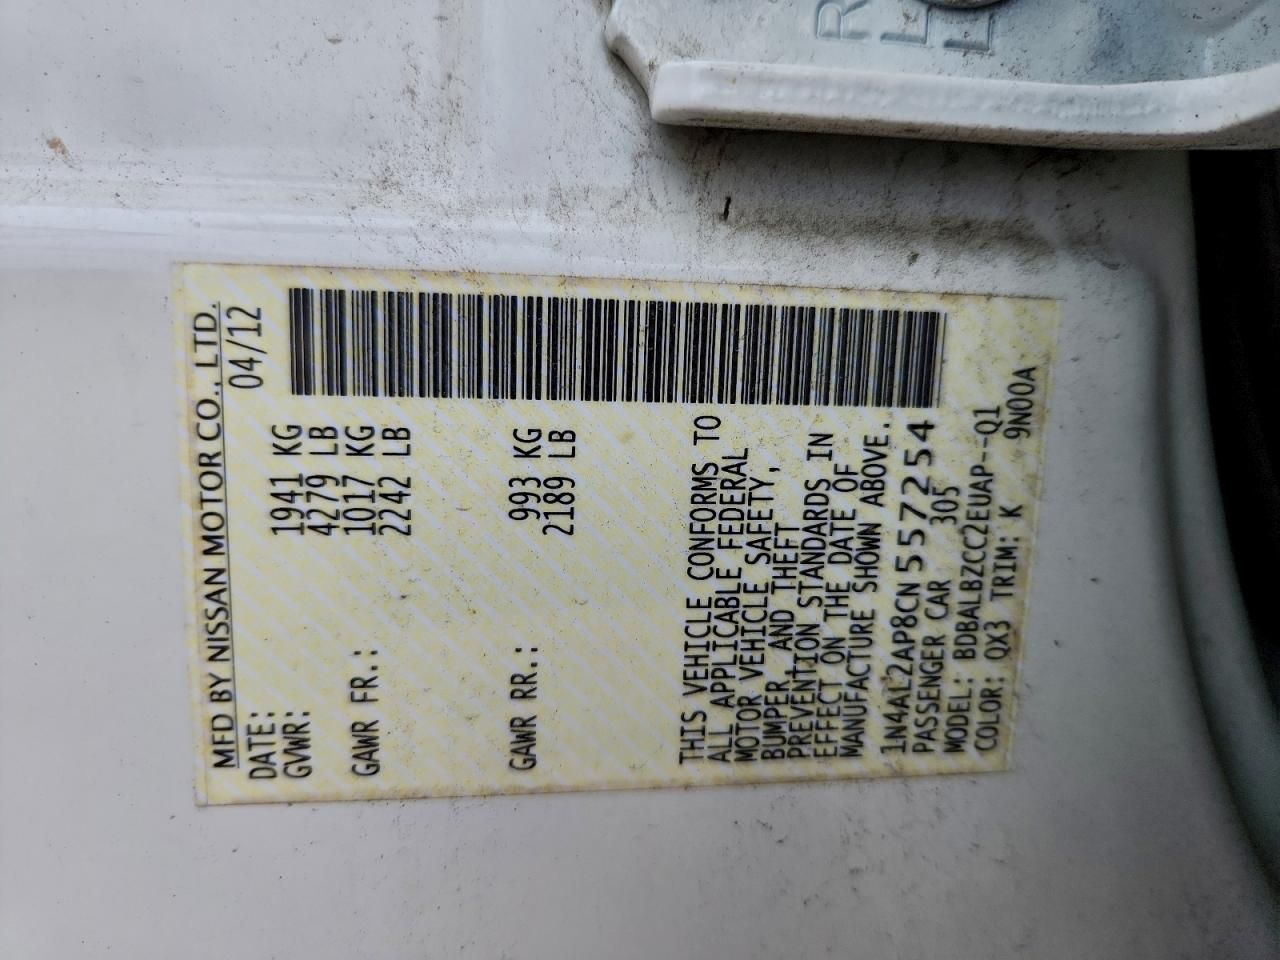 R
E
L
MFD BY NISSAN MOTOR CO., LTD.
DATE: 04/12
GVWR: 1941 KG
4279 LB
GAWR FR.: 1017 KG
2242 LB
GAWR RR.: 993 KG
2189 LB
THIS VEHICLE CONFORMS TO
ALL APPLICABLE FEDERAL
MOTOR VEHICLE SAFETY,
BUMPER, AND THEFT
PREVENTION STANDARDS IN
EFFECT ON THE DATE OF
MANUFACTURE SHOWN ABOVE.
1N4AL2AP8CN557254
PASSENGER CAR 305
MODEL: BDBALBZCC2EUAP--Q1
COLOR: QX3 TRIM: K 9N00A